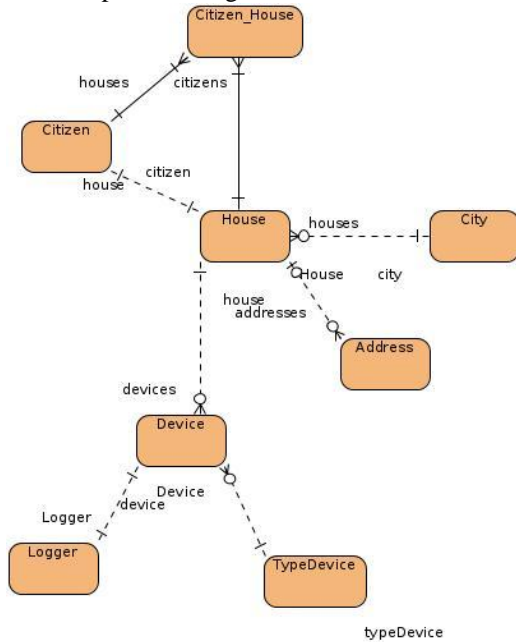 Citizen_House
houses
citizens
Citizen
citizen
house
House
houses
City
House
city
house
addresses
Address
devices
Device
Device
device
Logger
Logger
TypeDevice
typeDevice